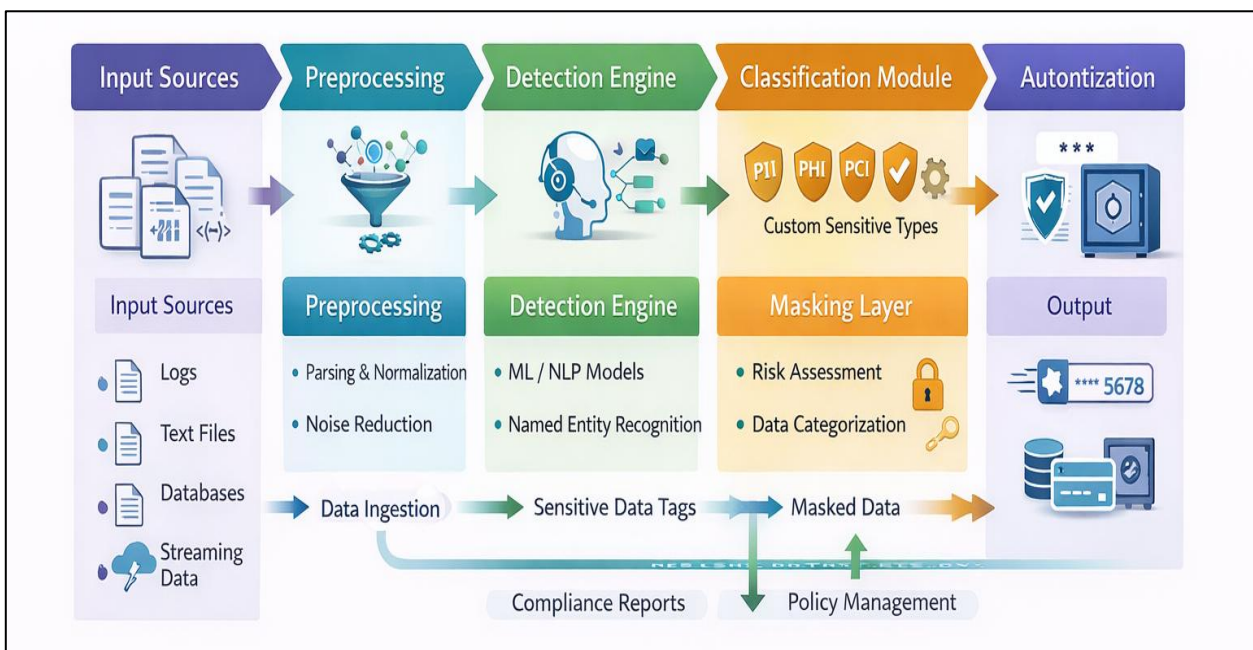 Input Sources
Preprocessing
Detection Engine
Classification Module
Autontization
PII
PHI
PCI
***
</>
Custom Sensitive Types
Input Sources
Preprocessing
Detection Engine
Masking Layer
Output
Logs
Text Files
Databases
Streaming
Data
• Parsing & Normalization
• Noise Reduction
• ML / NLP Models
• Named Entity Recognition
• Risk Assessment
• Data Categorization
**** 5678
Data Ingestion
Sensitive Data Tags
Masked Data
Compliance Reports
Policy Management